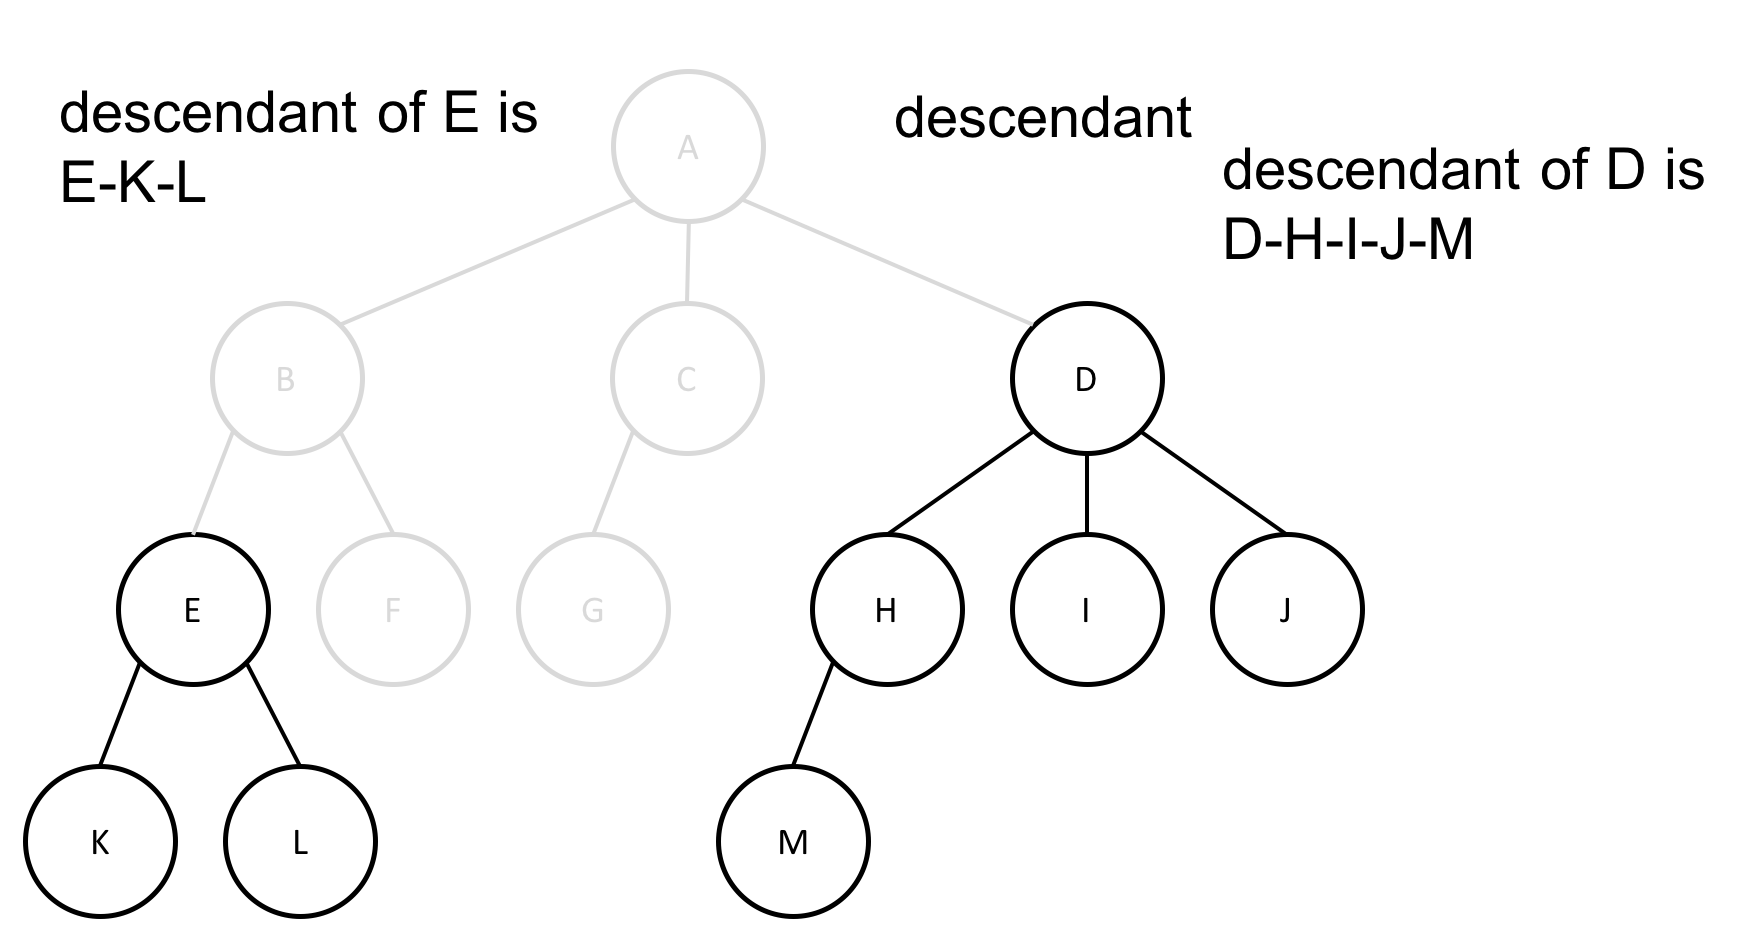 descendant of E is
E-K-L
descendant
descendant of D is
D-H-I-J-M
A
B
C
D
E
F
G
H
I
J
K
L
M